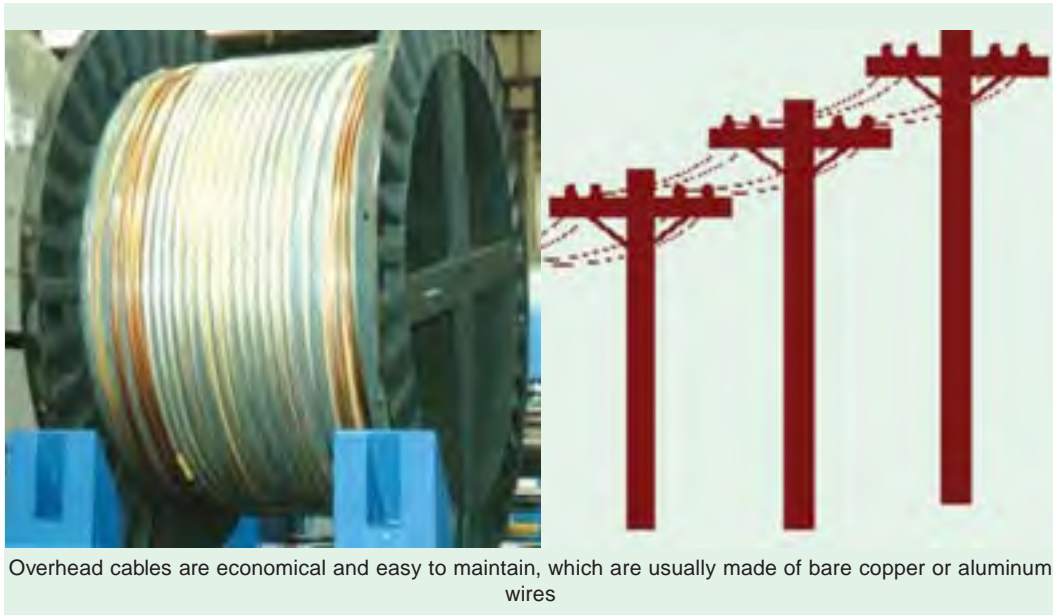 Overhead cables are economical and easy to maintain, which are usually made of bare copper or aluminum
wires